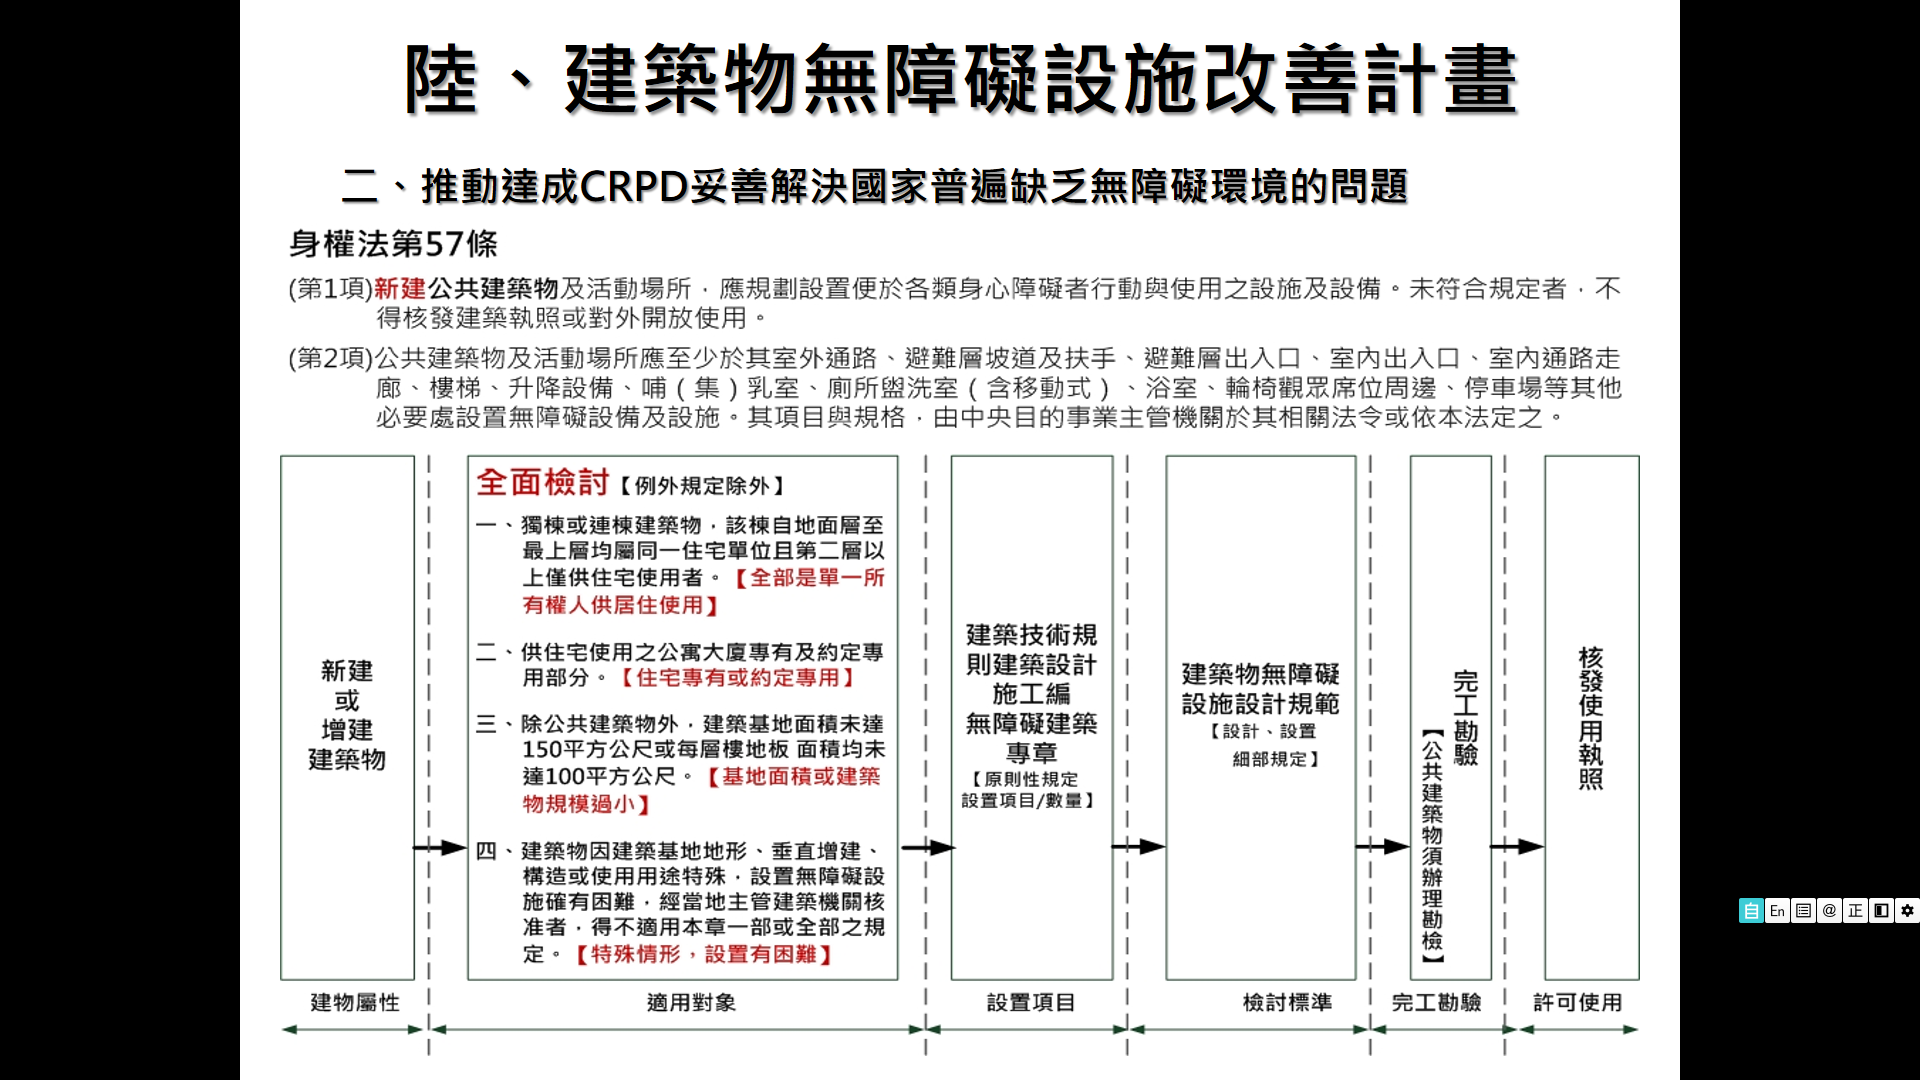 陸、建築物無障礙設施改善計畫
二、推動達成CRPD妥善解決國家普遍缺乏無障礙環境的問題
身權法第57條
(第1項)新建公共建築物及活動場所，應規劃設置便於各類身心障礙者行動與使用之設施及設備。未符合規定者，不
得核發建築執照或對外開放使用。
(第2項)公共建築物及活動場所應至少於其室外通路、避難層坡道及扶手、避難層出入口、室內出入口、室內通路走
廊、樓梯、升降設備、哺（集）乳室、廁所盥洗室（含移動式）、浴室、輪椅觀眾席位周邊、停車場等其他
必要處設置無障礙設備及設施。其項目與規格，由中央目的事業主管機關於其相關法令或依本法定之。
新建
或
增建
建築物
全面檢討【例外規定除外】
一、獨棟或連棟建築物，該棟自地面層至
最上層均屬同一住宅單位且第二層以
上僅供住宅使用者。【全部是單一所
有權人供居住使用】
二、供住宅使用之公寓大廈專有及約定專
用部分。【住宅專有或約定專用】
三、除公共建築物外，建築基地面積未達
150平方公尺或每層樓地板 面積均未
達100平方公尺。【基地面積或建築
物規模過小】
四、建築物因建築基地地形、垂直增建、
構造或使用用途特殊，設置無障礙設
施確有困難，經當地主管建築機關核
准者，得不適用本章一部或全部之規
定。【特殊情形，設置有困難】
建築技術規
則建築設計
施工編
無障礙建築
專章
【原則性規定
設置項目/數量】
建築物無障礙
設施設計規範
【設計、設置
細部規定】
完工勘驗
【公共建築物須辦理勘檢】
核發使用執照
建物屬性
適用對象
設置項目
檢討標準
完工勘驗
許可使用
自 En @ 正